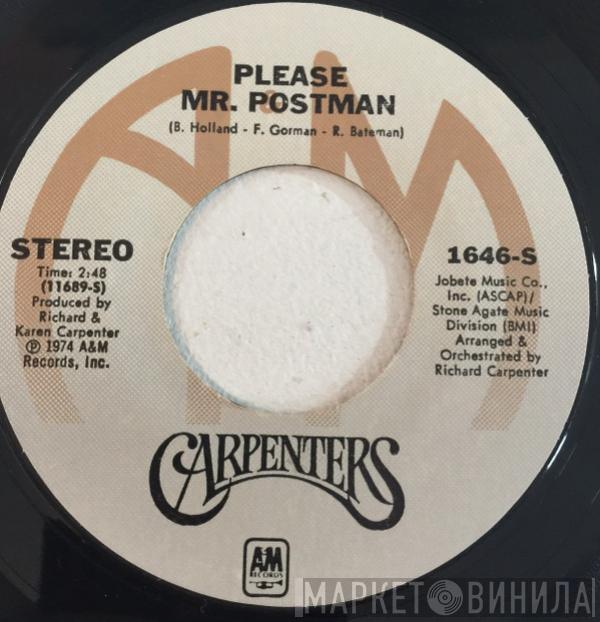 PLEASE
MR. POSTMAN
(B. Holland - F. Gorman - R. Bateman)
STEREO
Time: 2:48
(11689-S)
Produced by
Richard &
Karen Carpenter
℗ 1974 A&M
Records, Inc.
1646-S
Jobete Music Co.,
Inc. (ASCAP)/
Stone Agate Music
Division (BMI)
Arranged &
Orchestrated by
Richard Carpenter
CARPENTERS
A&M
RECORDS
МАРКЕТ ВИНИЛА